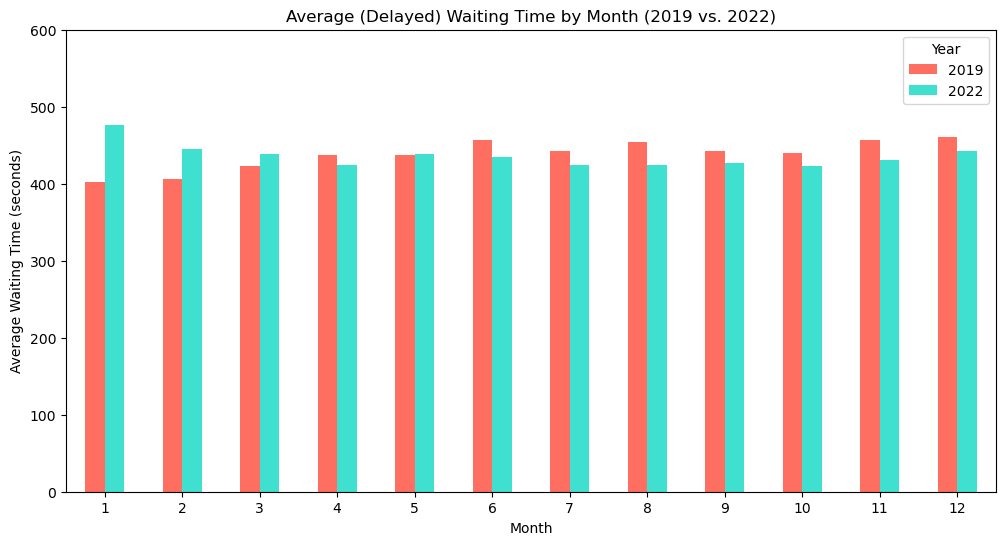 Average (Delayed) Waiting Time by Month (2019 vs. 2022)
Average Waiting Time (seconds)
600
500
400
300
200
100
0
Year
2019
2022
1 2 3 4 5 6 7 8 9 10 11 12
Month